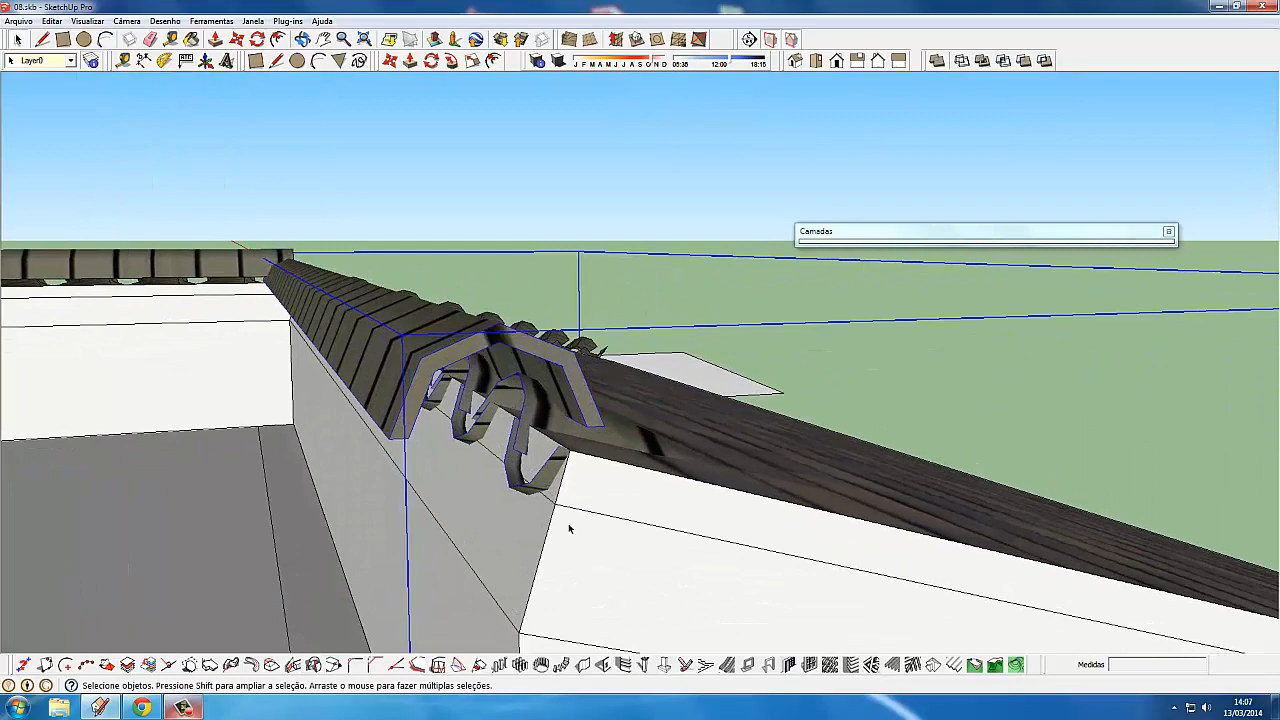 08.skb - SketchUp Pro
Arquivo Editar Visualizar Câmera Desenho Ferramentas Janela Plug-ins Ajuda
Layer0
J F M A M J J A S O N D
06:36 12:00 18:16
Camadas
Medidas
Selecione objetos. Pressione Shift para ampliar a seleção. Arraste o mouse para fazer múltiplas seleções.
14:07
13/03/2014